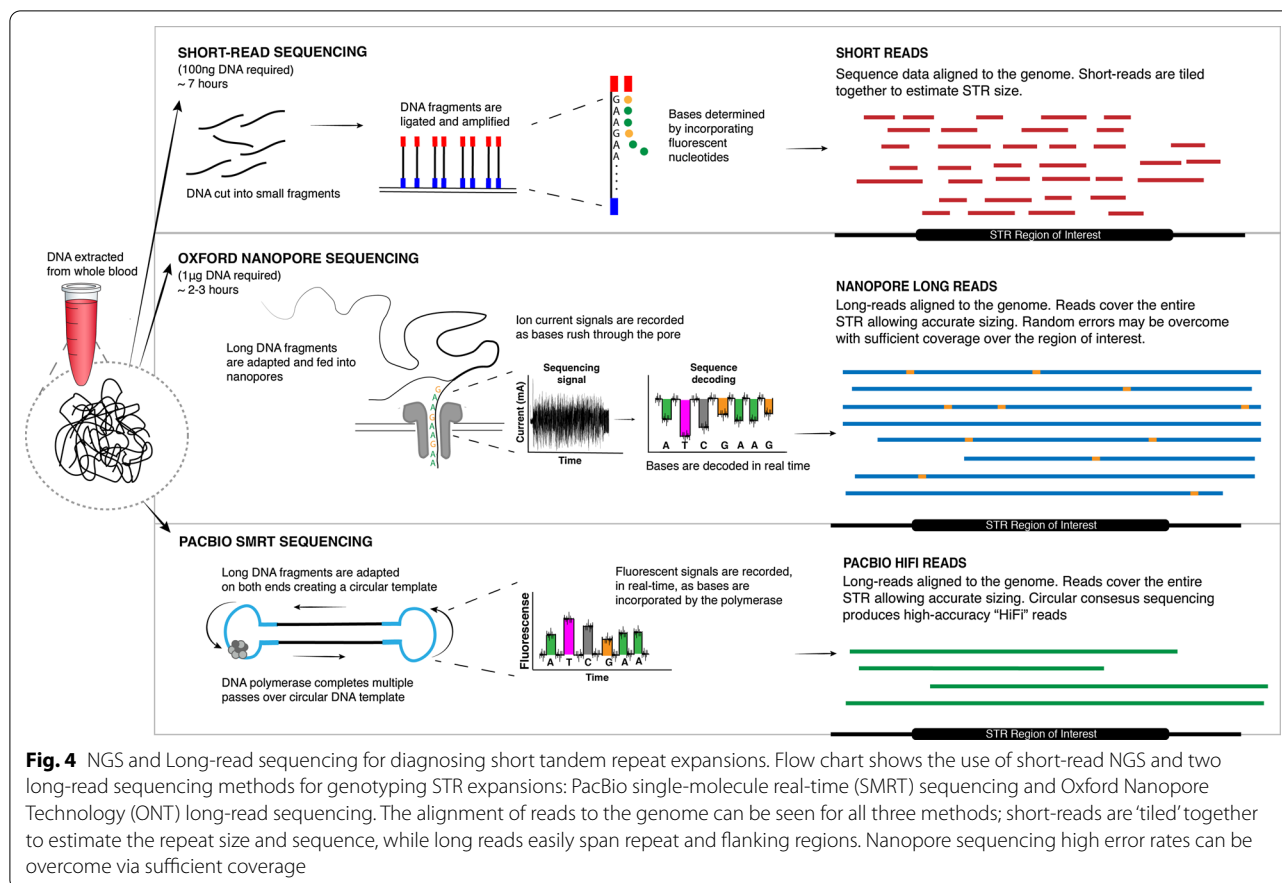 SHORT-READ SEQUENCING
(100ng DNA required)
~ 7 hours
DNA cut into small fragments
DNA fragments are
ligated and amplified
G
A
A
G
A
A
Bases determined
by incorporating
fluorescent
nucleotides
SHORT READS
Sequence data aligned to the genome. Short-reads are tiled
together to estimate STR size.
STR Region of Interest
DNA extracted
from whole blood
OXFORD NANOPORE SEQUENCING
(1µg DNA required)
~ 2-3 hours
Long DNA fragments
are adapted and fed into
nanopores
G
A
A
G
A
A
G
A
A
Ion current signals are recorded
as bases rush through the pore
Sequencing
signal
Current (mA)
Time
Sequence
decoding
A T C G A A G
Bases are decoded in real time
NANOPORE LONG READS
Long-reads aligned to the genome. Reads cover the entire
STR allowing accurate sizing. Random errors may be overcome
with sufficient coverage over the region of interest.
STR Region of Interest
PACBIO SMRT SEQUENCING
Long DNA fragments are adapted
on both ends creating a circular template
DNA polymerase completes multiple
passes over circular DNA template
Fluorescent signals are recorded,
in real-time, as bases are
incorporated by the polymerase
Fluorescense
A T C G A A
Time
PACBIO HIFI READS
Long-reads aligned to the genome. Reads cover the entire
STR allowing accurate sizing. Circular consesus sequencing
produces high-accuracy “HiFi” reads
STR Region of Interest
Fig. 4 NGS and Long-read sequencing for diagnosing short tandem repeat expansions. Flow chart shows the use of short-read NGS and two
long-read sequencing methods for genotyping STR expansions: PacBio single-molecule real-time (SMRT) sequencing and Oxford Nanopore
Technology (ONT) long-read sequencing. The alignment of reads to the genome can be seen for all three methods; short-reads are ‘tiled’ together
to estimate the repeat size and sequence, while long reads easily span repeat and flanking regions. Nanopore sequencing high error rates can be
overcome via sufficient coverage